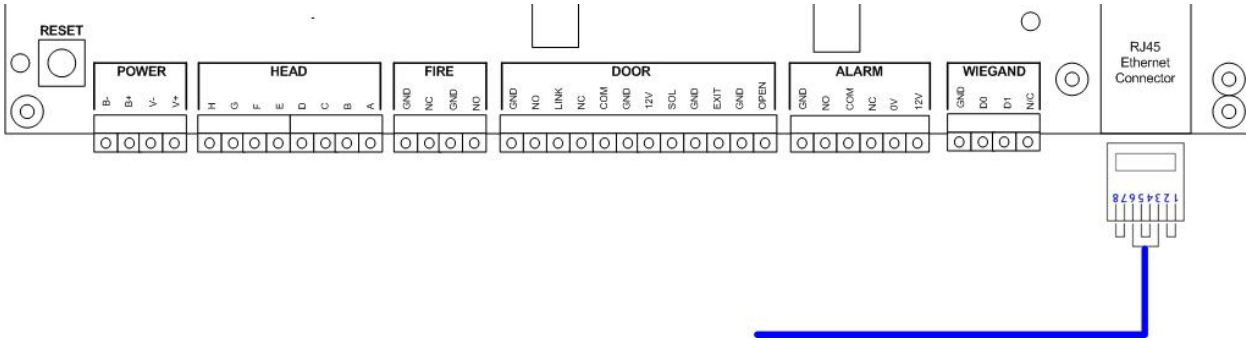 RESET
POWER
B-
B+
V-
V+
HEAD
H
G
F
E
D
C
B
A
FIRE
GND
NC
GND
NO
DOOR
GND
NO
LINK
NC
COM
GND
12V
SOL
GND
EXIT
GND
OPEN
ALARM
GND
NO
COM
NC
0V
12V
WIEGAND
GND
D0
D1
N/C
RJ45
Ethernet
Connector
12345678